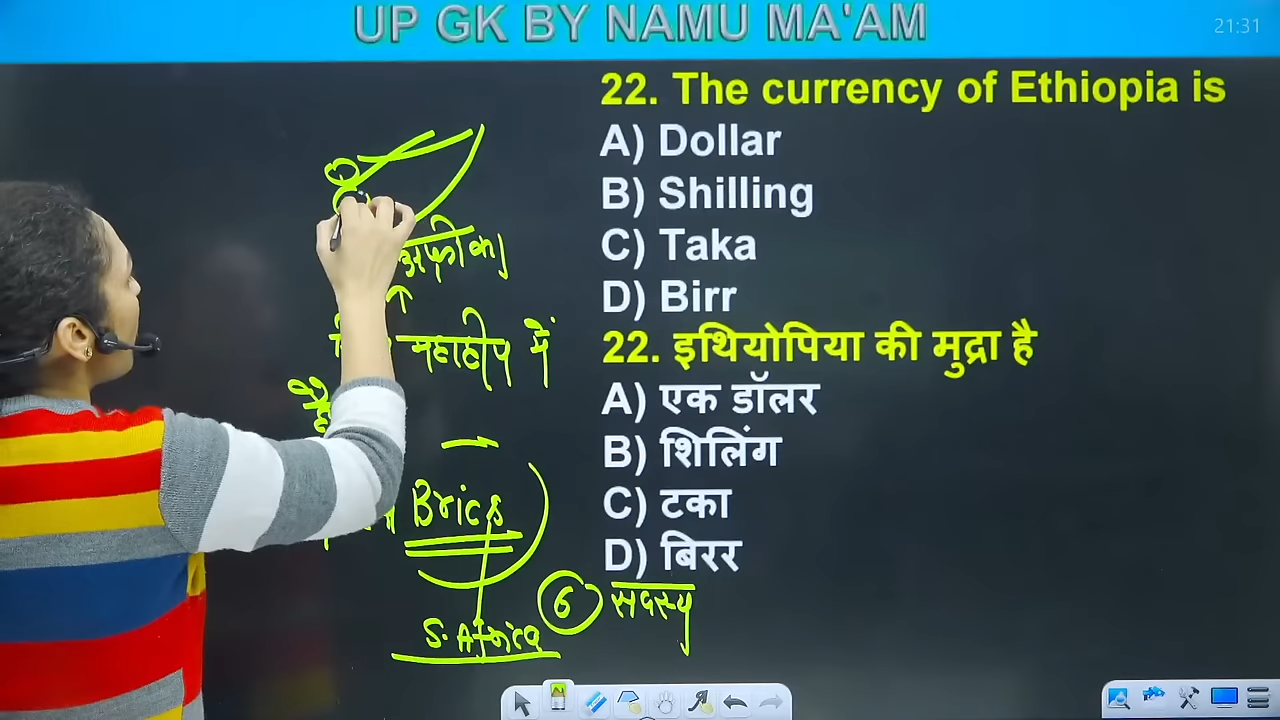 UP GK BY NAMU MA'AM
21:31
22. The currency of Ethiopia is
A) Dollar
B) Shilling
C) Taka
D) Birr
22. इथियोपिया की मुद्रा है
A) एक डॉलर
B) शिलिंग
C) टका
D) बिरर
महाद्वीप में
Brics
6 सदस्य
S. Africa